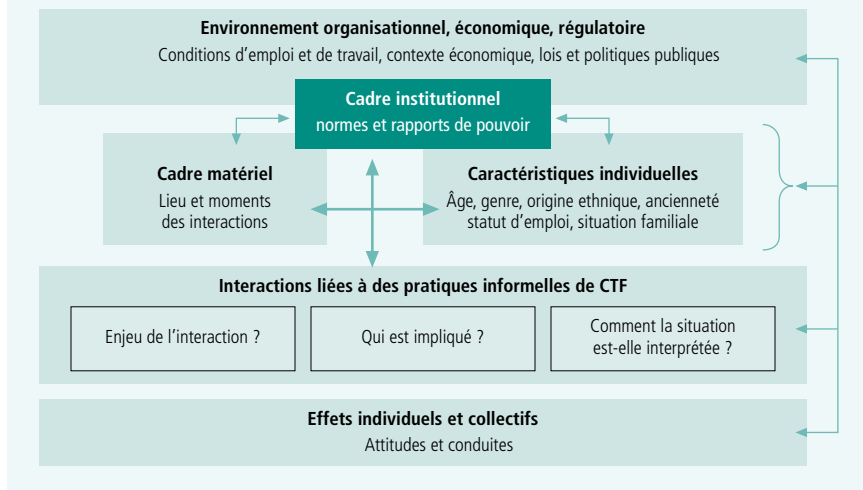 Environnement organisationnel, économique, régulatoire
Conditions d'emploi et de travail, contexte économique, lois et politiques publiques
Cadre institutionnel
normes et rapports de pouvoir
Cadre matériel
Lieu et moments
des interactions
Caractéristiques individuelles
Âge, genre, origine ethnique, ancienneté
statut d'emploi, situation familiale
Interactions liées à des pratiques informelles de CTF
Enjeu de l'interaction ?
Qui est impliqué ?
Comment la situation
est-elle interprétée ?
Effets individuels et collectifs
Attitudes et conduites